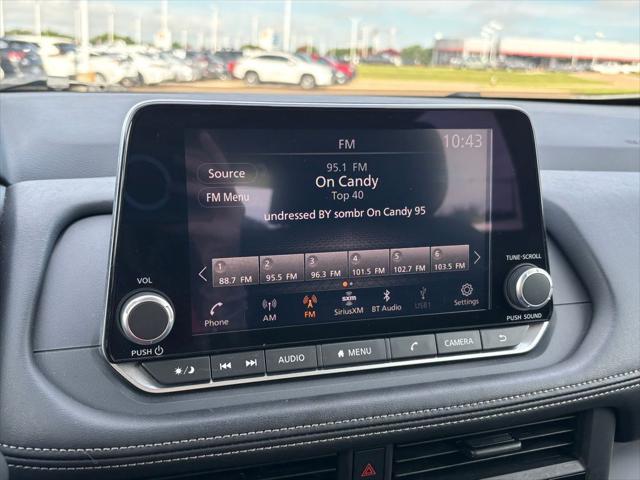 FM
10:43
Source
FM Menu
95.1 FM
On Candy
Top 40
undressed BY sombr On Candy 95
1 2 3 4 5 6
88.7 FM 95.5 FM 96.3 FM 101.5 FM 102.7 FM 103.5 FM
Phone AM FM SiriusXM BT Audio USB1 Settings
SXM
VOL
PUSH
TUNE·SCROLL
PUSH SOUND
AUDIO MENU CAMERA